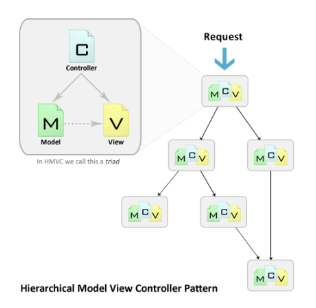 Request
C
Controller
M
V
Model
View
In HMVC we call this a triad
M C V
M C V
M C V
M C V
M C V
M C V
Hierarchical Model View Controller Pattern